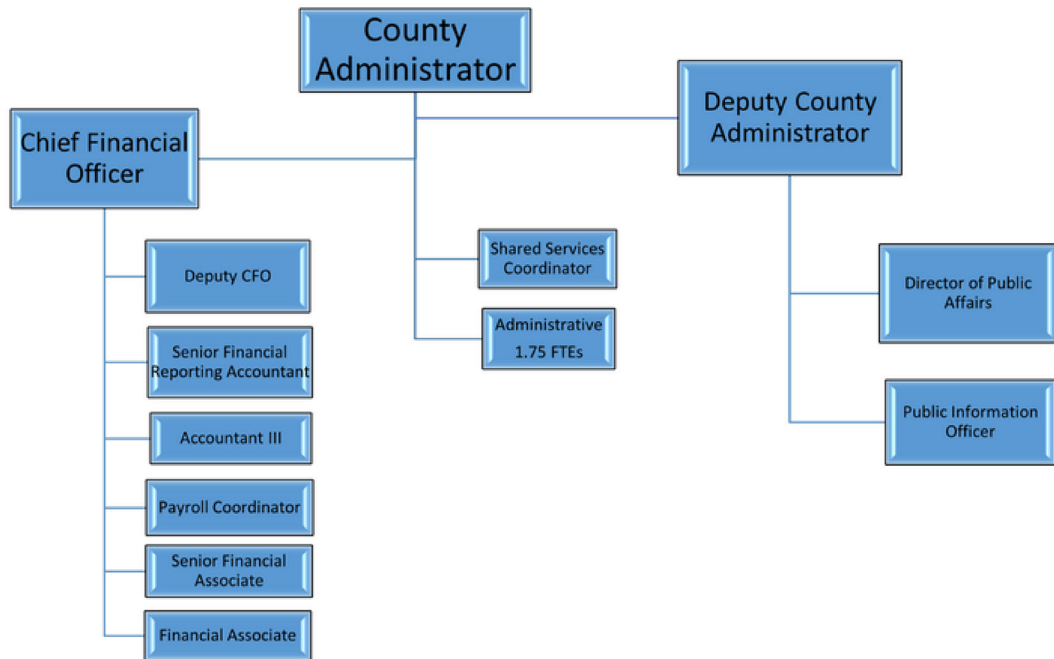 County
Administrator
Deputy County
Administrator
Chief Financial
Officer
Shared Services
Coordinator
Administrative
1.75 FTEs
Deputy CFO
Senior Financial
Reporting Accountant
Accountant III
Payroll Coordinator
Senior Financial
Associate
Financial Associate
Director of Public
Affairs
Public Information
Officer